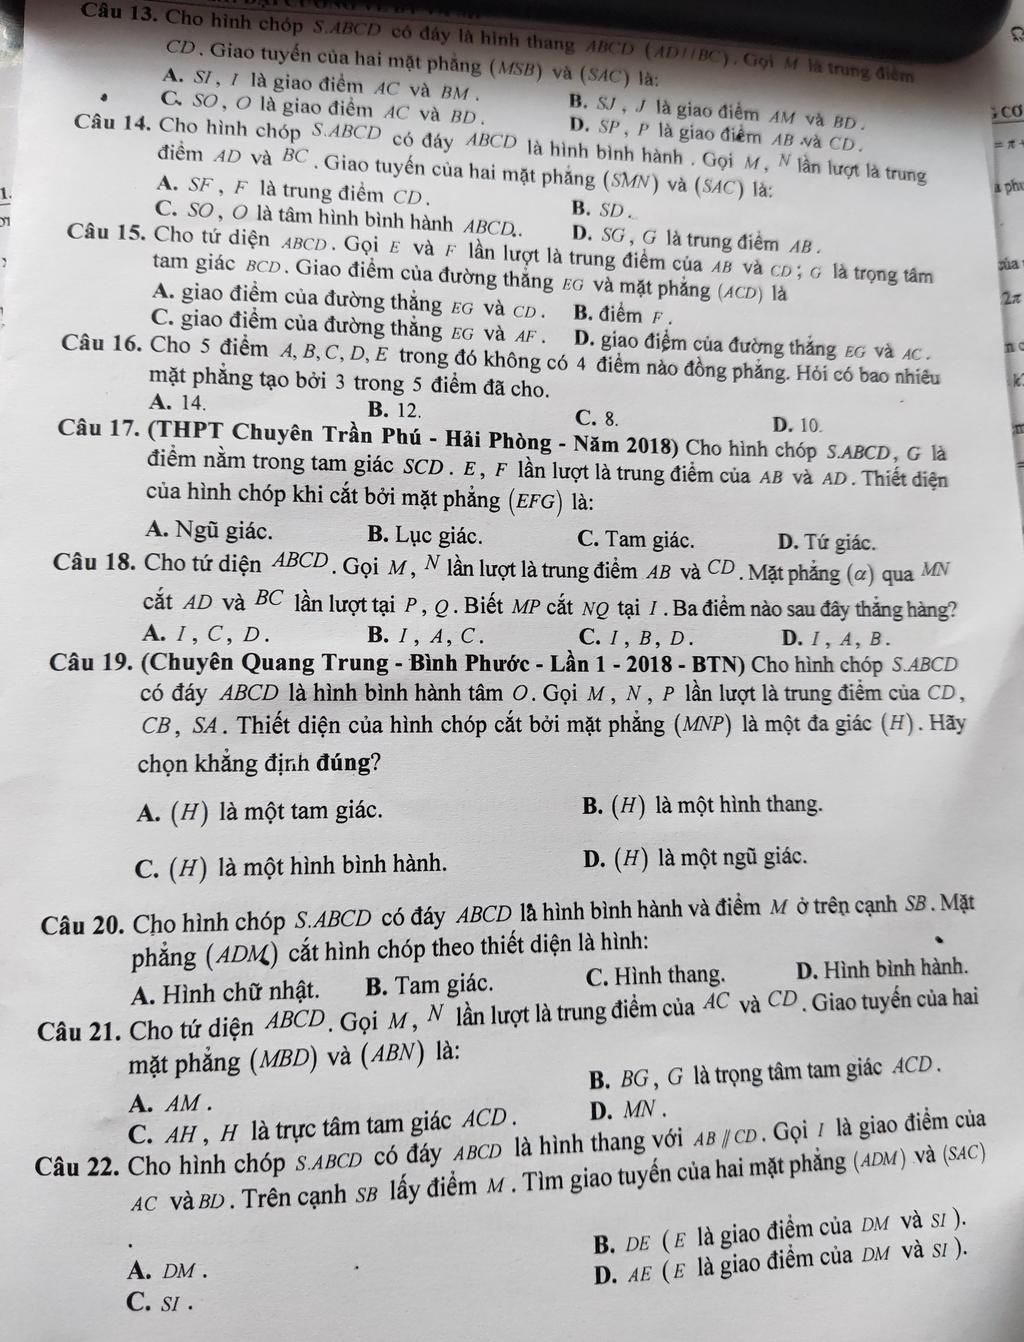 Câu 13. Cho hình chóp S.ABCD có đáy là hình thang ABCD (AD//BC). Gọi M là trung điểm
CD. Giao tuyến của hai mặt phẳng (MSB) và (SAC) là:
A. SI, I là giao điểm AC và BM. B. SJ, J là giao điểm AM và BD.
C. SO, O là giao điểm AC và BD. D. SP, P là giao điểm AB và CD.
Câu 14. Cho hình chóp S.ABCD có đáy ABCD là hình bình hành. Gọi M, N lần lượt là trung
điểm AD và BC. Giao tuyến của hai mặt phẳng (SMN) và (SAC) là:
A. SF, F là trung điểm CD. B. SD.
C. SO, O là tâm hình bình hành ABCD.. D. SG, G là trung điểm AB.
Câu 15. Cho tứ diện ABCD. Gọi E và F lần lượt là trung điểm của AB và CD; G là trọng tâm
tam giác BCD. Giao điểm của đường thẳng EG và mặt phẳng (ACD) là
A. giao điểm của đường thẳng EG và CD. B. điểm F.
C. giao điểm của đường thẳng EG và AF. D. giao điểm của đường thẳng EG và AC.
Câu 16. Cho 5 điểm A, B, C, D, E trong đó không có 4 điểm nào đồng phẳng. Hỏi có bao nhiêu
mặt phẳng tạo bởi 3 trong 5 điểm đã cho.
A. 14. B. 12. C. 8. D. 10.
Câu 17. (THPT Chuyên Trần Phú - Hải Phòng - Năm 2018) Cho hình chóp S.ABCD, G là
điểm nằm trong tam giác SCD. E, F lần lượt là trung điểm của AB và AD. Thiết diện
của hình chóp khi cắt bởi mặt phẳng (EFG) là:
A. Ngũ giác. B. Lục giác. C. Tam giác. D. Tứ giác.
Câu 18. Cho tứ diện ABCD. Gọi M, N lần lượt là trung điểm AB và CD. Mặt phẳng (α) qua MN
cắt AD và BC lần lượt tại P, Q. Biết MP cắt NQ tại I. Ba điểm nào sau đây thẳng hàng?
A. I, C, D. B. I, A, C. C. I, B, D. D. I, A, B.
Câu 19. (Chuyên Quang Trung - Bình Phước - Lần 1 - 2018 - BTN) Cho hình chóp S.ABCD
có đáy ABCD là hình bình hành tâm O. Gọi M, N, P lần lượt là trung điểm của CD,
CB, SA. Thiết diện của hình chóp cắt bởi mặt phẳng (MNP) là một đa giác (H). Hãy
chọn khẳng định đúng?
A. (H) là một tam giác. B. (H) là một hình thang.
C. (H) là một hình bình hành. D. (H) là một ngũ giác.
Câu 20. Cho hình chóp S.ABCD có đáy ABCD là hình bình hành và điểm M ở trên cạnh SB. Mặt
phẳng (ADM) cắt hình chóp theo thiết diện là hình:
A. Hình chữ nhật. B. Tam giác. C. Hình thang. D. Hình bình hành.
Câu 21. Cho tứ diện ABCD. Gọi M, N lần lượt là trung điểm của AC và CD. Giao tuyến của hai
mặt phẳng (MBD) và (ABN) là:
A. AM. B. BG, G là trọng tâm tam giác ACD.
C. AH, H là trực tâm tam giác ACD. D. MN.
Câu 22. Cho hình chóp S.ABCD có đáy ABCD là hình thang với AB // CD. Gọi I là giao điểm của
AC và BD. Trên cạnh SB lấy điểm M. Tìm giao tuyến của hai mặt phẳng (ADM) và (SAC)
.
A. DM. B. DE (E là giao điểm của DM và SI).
C. SI. D. AE (E là giao điểm của DM và SI).